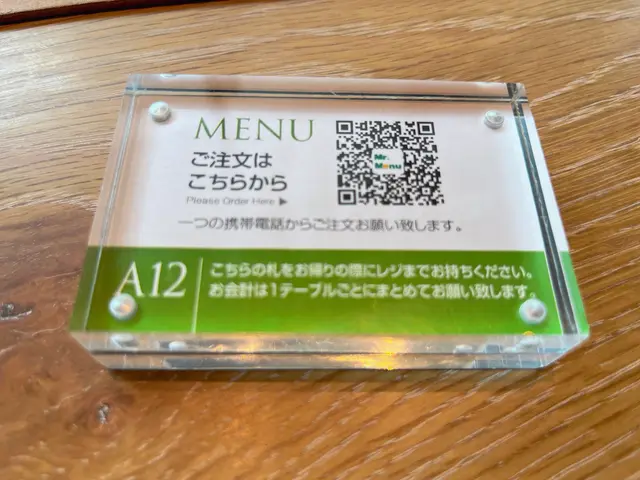 MENU
ご注文は
こちらから
Please Order Here ▶
Mr.
Menu
一つの携帯電話からご注文お願い致します。
A12
こちらの札をお帰りの際にレジまでお持ちください。
お会計は1テーブルごとにまとめてお願い致します。